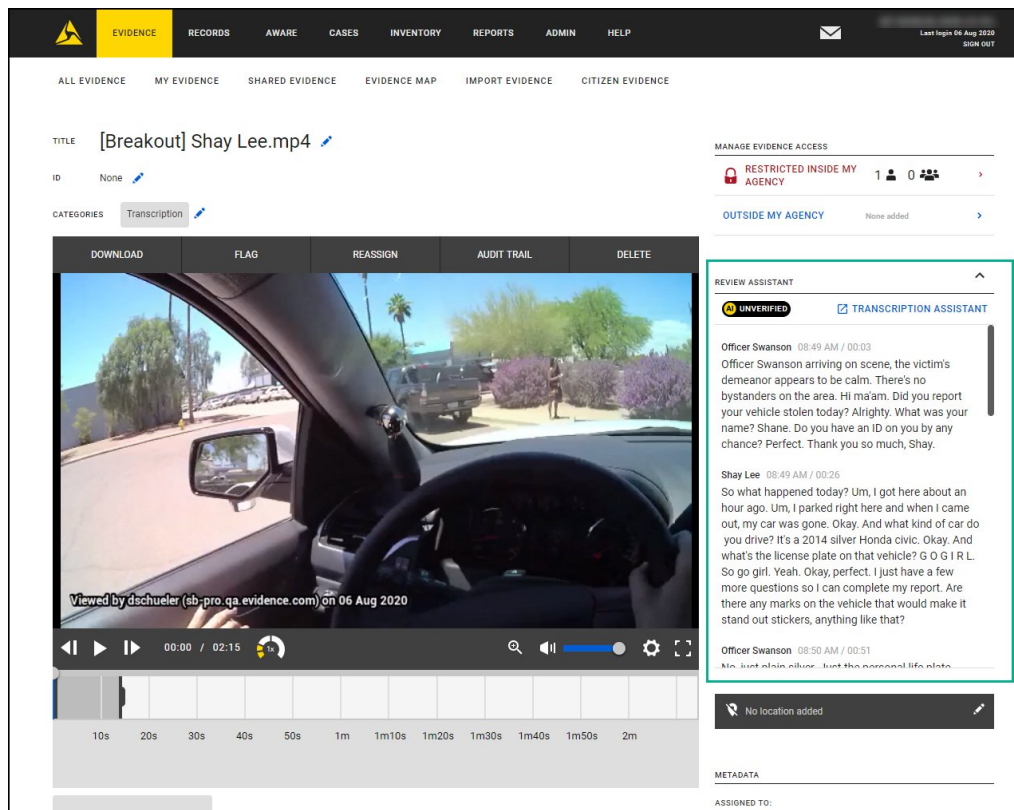 EVIDENCE RECORDS AWARE CASES INVENTORY REPORTS ADMIN HELP
Last login 06 Aug 2020
SIGN OUT
ALL EVIDENCE MY EVIDENCE SHARED EVIDENCE EVIDENCE MAP IMPORT EVIDENCE CITIZEN EVIDENCE
TITLE [Breakout] Shay Lee.mp4
ID None
CATEGORIES Transcription
DOWNLOAD FLAG REASSIGN AUDIT TRAIL DELETE
Viewed by dschueler (sb-pro.qa.evidence.com) on 06 Aug 2020
00:00 / 02:15 1x
10s 20s 30s 40s 50s 1m 1m10s 1m20s 1m30s 1m40s 1m50s 2m
MANAGE EVIDENCE ACCESS
RESTRICTED INSIDE MY
AGENCY
1 0
OUTSIDE MY AGENCY None added
REVIEW ASSISTANT
AI UNVERIFIED TRANSCRIPTION ASSISTANT
Officer Swanson 08:49 AM / 00:03
Officer Swanson arriving on scene, the victim's
demeanor appears to be calm. There's no
bystanders on the area. Hi ma'am. Did you report
your vehicle stolen today? Alrighty. What was your
name? Shane. Do you have an ID on you by any
chance? Perfect. Thank you so much, Shay.
Shay Lee 08:49 AM / 00:26
So what happened today? Um, I got here about an
hour ago. Um, I parked right here and when I came
out, my car was gone. Okay. And what kind of car do
you drive? It's a 2014 silver Honda civic. Okay. And
what's the license plate on that vehicle? G O G I R L.
So go girl. Yeah. Okay, perfect. I just have a few
more questions so I can complete my report. Are
there any marks on the vehicle that would make it
stand out stickers, anything like that?
Officer Swanson 08:50 AM / 00:51
No, just plain silver. Just the personal life plate
No location added
METADATA
ASSIGNED TO: